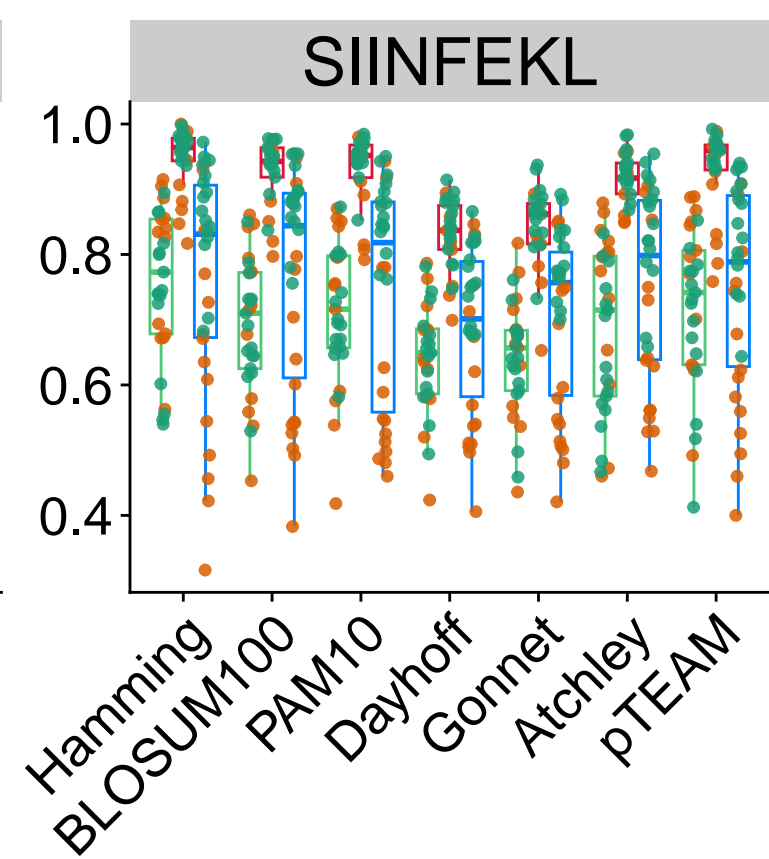 SIINFEKL
1.0
0.8
0.6
0.4
Hamming
BLOSUM100
PAM10
Dayhoff
Gonnet
Atchley
pTEAM